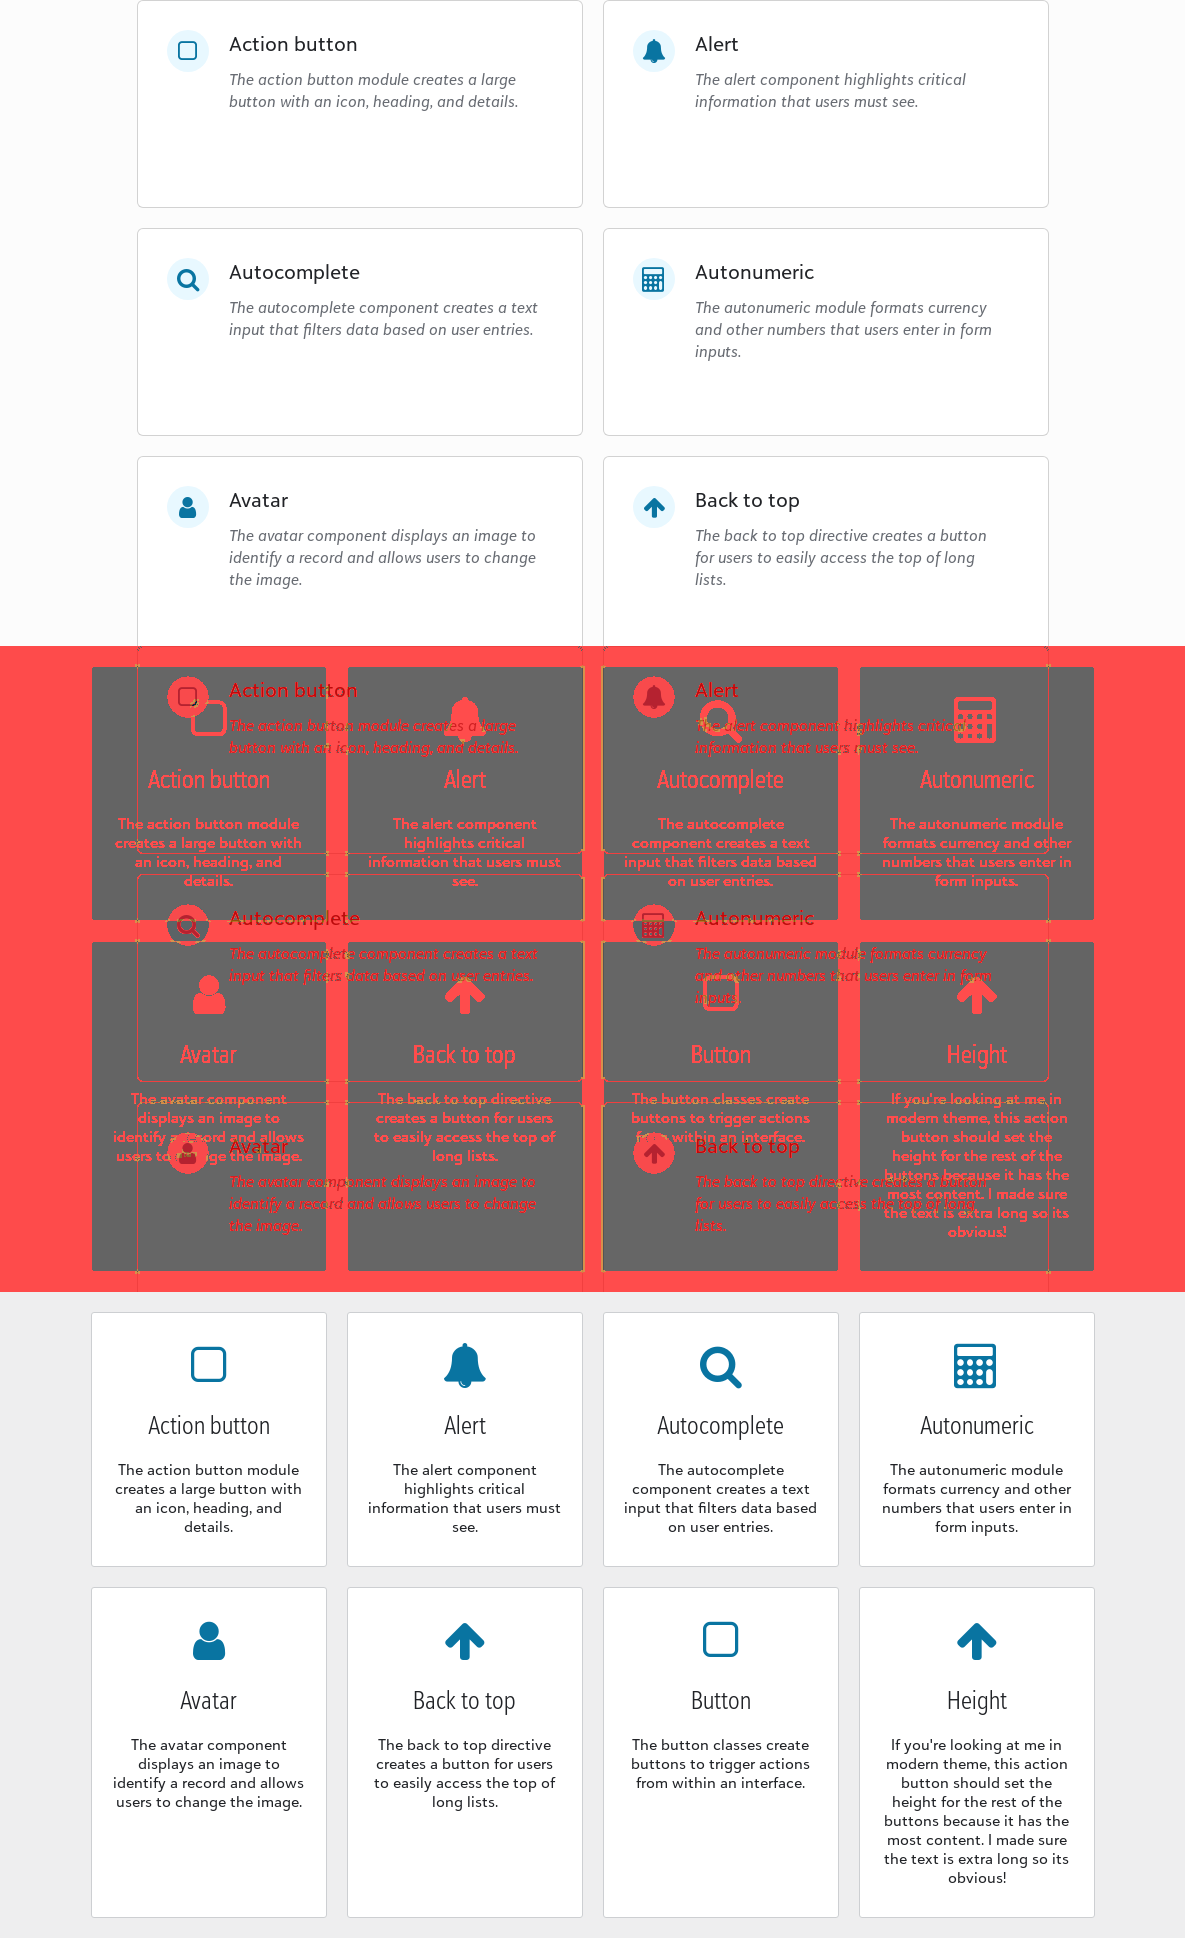 Action button
The action button module creates a large
button with an icon, heading, and details.
Alert
The alert component highlights critical
information that users must see.
Autocomplete
The autocomplete component creates a text
input that filters data based on user entries.
Autonumeric
The autonumeric module formats currency
and other numbers that users enter in form
inputs.
Avatar
The avatar component displays an image to
identify a record and allows users to change
the image.
Back to top
The back to top directive creates a button
for users to easily access the top of long
lists.
Action button
The action button module creates a large
button with an icon, heading, and details.
Alert
The alert component highlights critical
information that users must see.
Action button
The action button module
creates a large button with
an icon, heading, and
details.
Alert
The alert component
highlights critical
information that users must
see.
Autocomplete
The autocomplete
component creates a text
input that filters data based
on user entries.
Autonumeric
The autonumeric module
formats currency and other
numbers that users enter in
form inputs.
Autocomplete
The autocomplete component creates a text
input that filters data based on user entries.
Autonumeric
The autonumeric module formats currency
and other numbers that users enter in form
inputs.
Avatar
The avatar component
displays an image to
identify a record and allows
users to change the image.
Back to top
The back to top directive
creates a button for users
to easily access the top of
long lists.
Button
The button classes create
buttons to trigger actions
from within an interface.
Height
If you're looking at me in
modern theme, this action
button should set the
height for the rest of the
buttons because it has the
most content. I made sure
the text is extra long so its
obvious!
Avatar
The avatar component displays an image to
identify a record and allows users to change
the image.
Back to top
The back to top directive creates a button
for users to easily access the top of long
lists.
Action button
The action button module
creates a large button with
an icon, heading, and
details.
Alert
The alert component
highlights critical
information that users must
see.
Autocomplete
The autocomplete
component creates a text
input that filters data based
on user entries.
Autonumeric
The autonumeric module
formats currency and other
numbers that users enter in
form inputs.
Avatar
The avatar component
displays an image to
identify a record and allows
users to change the image.
Back to top
The back to top directive
creates a button for users
to easily access the top of
long lists.
Button
The button classes create
buttons to trigger actions
from within an interface.
Height
If you're looking at me in
modern theme, this action
button should set the
height for the rest of the
buttons because it has the
most content. I made sure
the text is extra long so its
obvious!